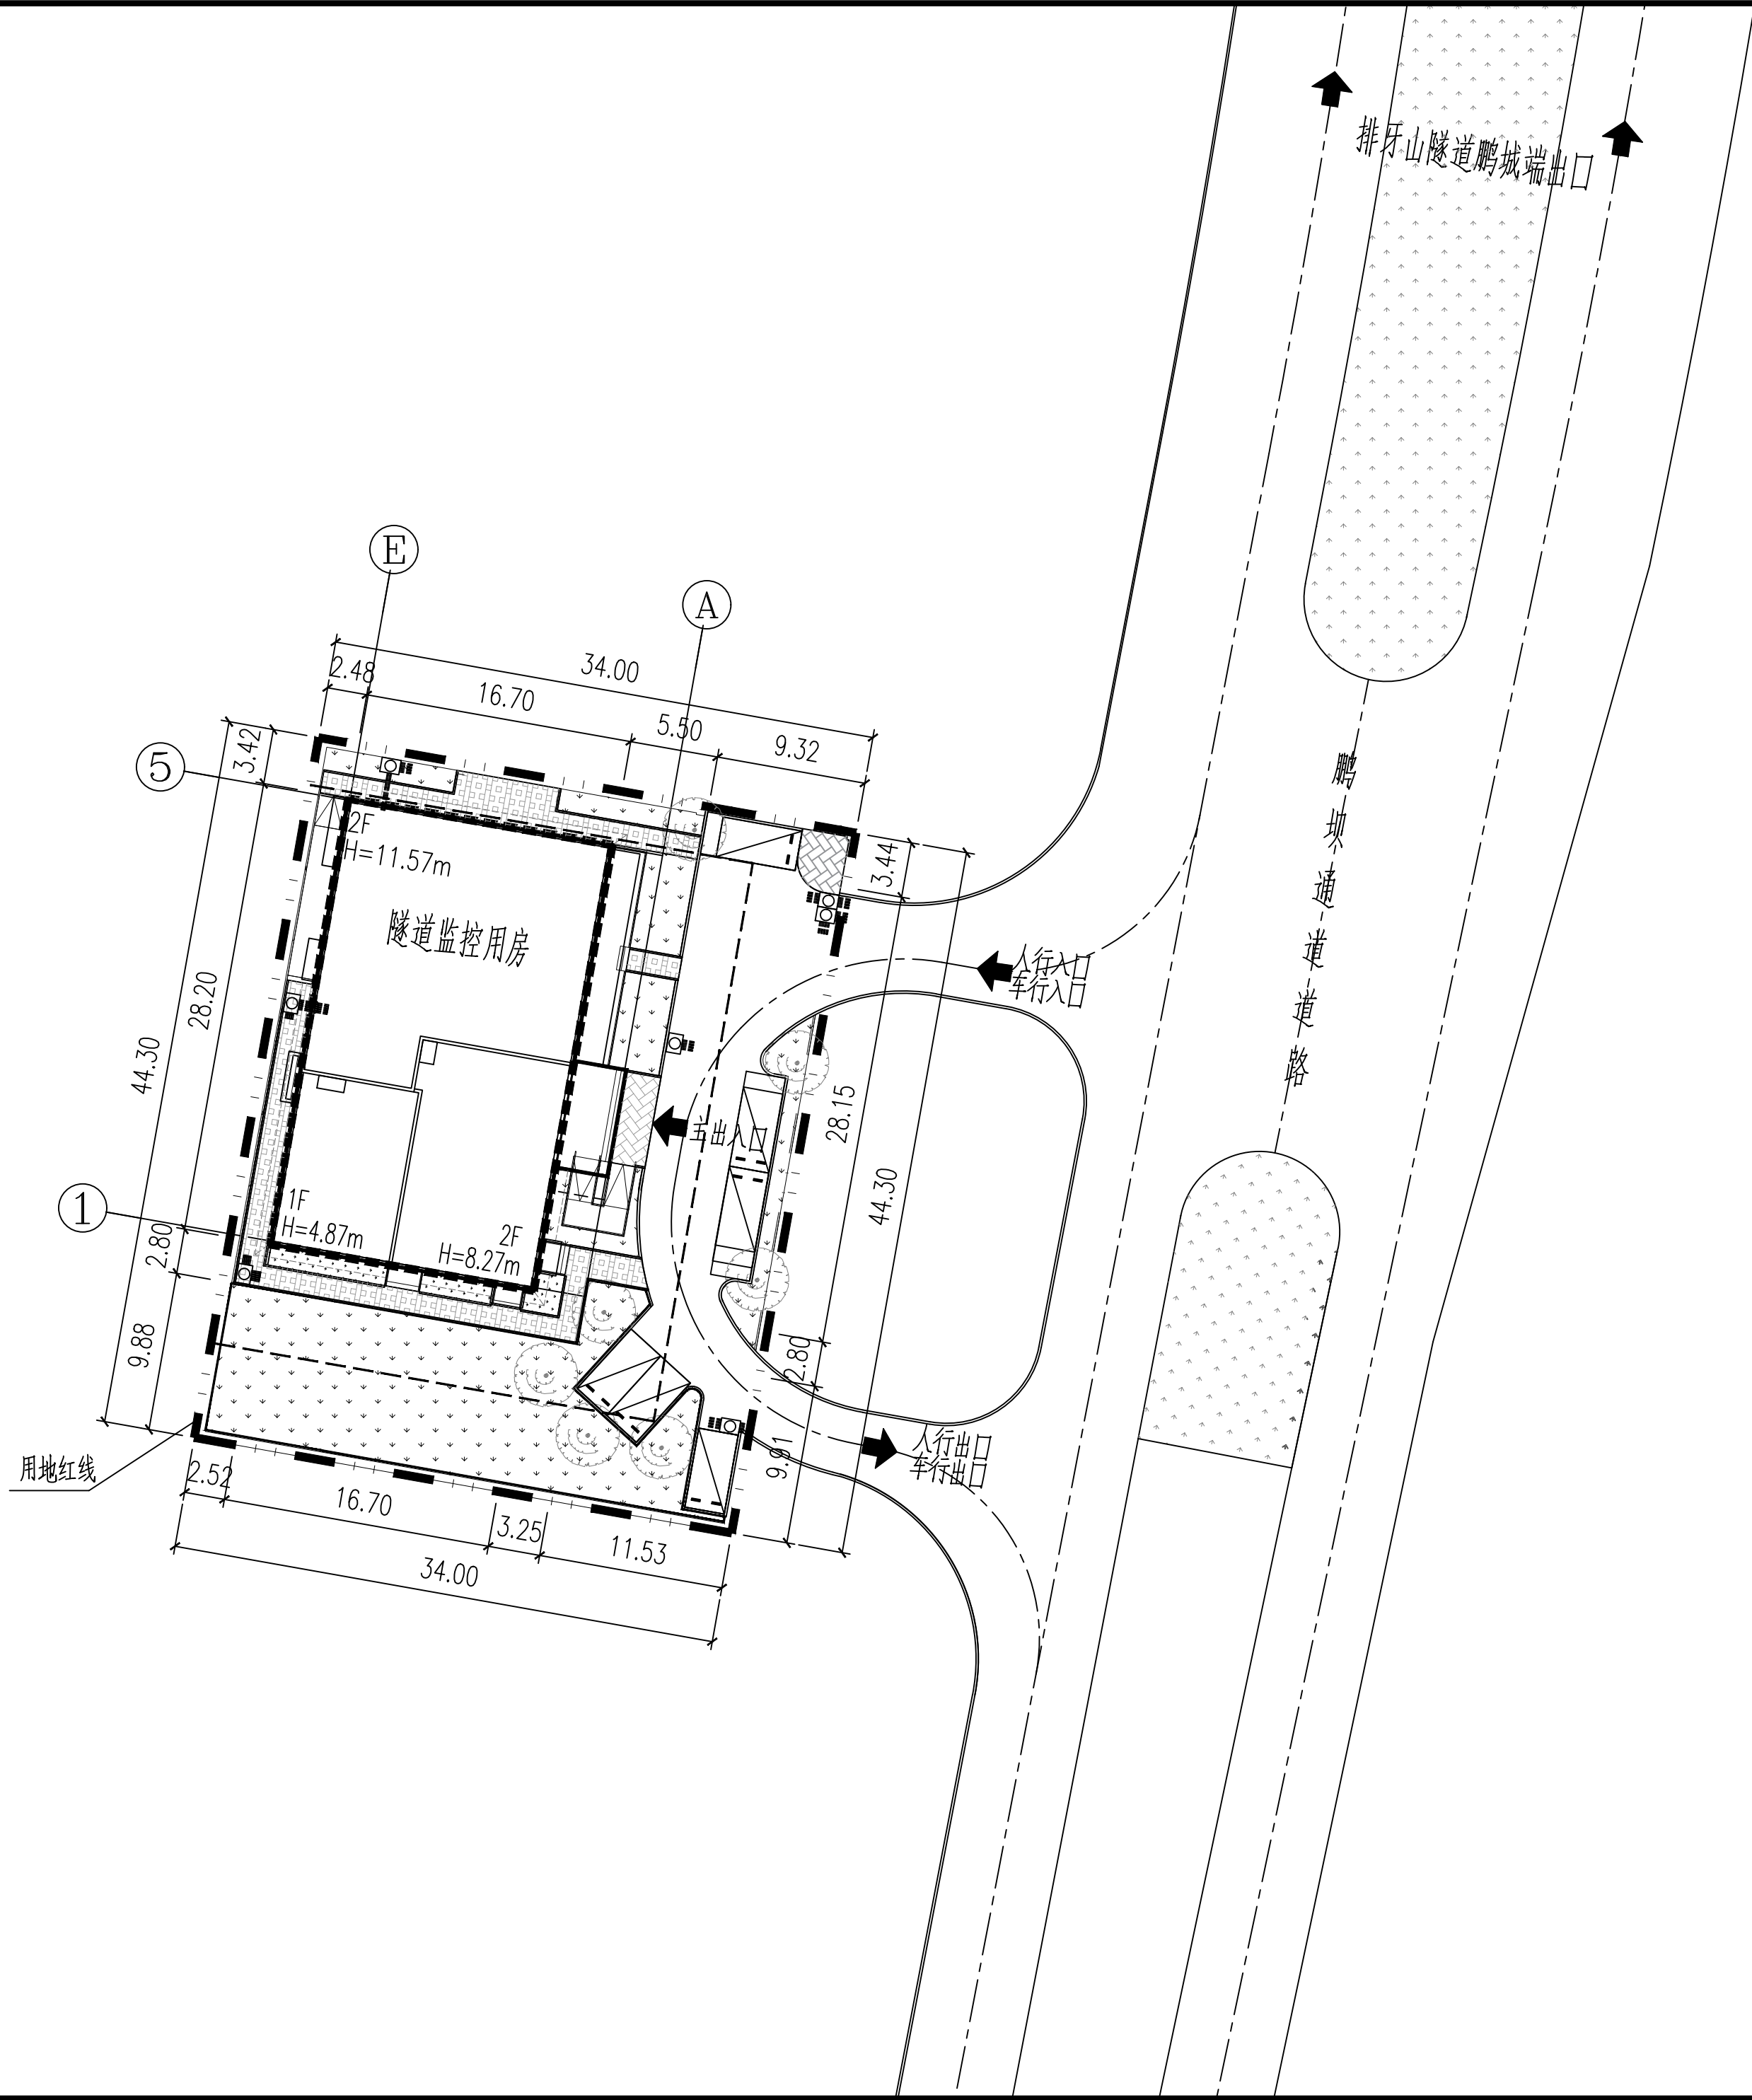 排牙山隧道鹏城端出口
E
A
34.00
2.48
16.70
5.50
9.32
5
3.42
鹏坝通道道路
2F
H=11.57m
3.44
隧道监控用房
人行入口
车行入口
28.20
44.30
28.15
主出入口
44.30
1
1F
H=4.87m
2F
H=8.27m
2.80
2.80
9.88
9.91
人行出口
车行出口
用地红线
2.52
16.70
3.25
11.53
34.00